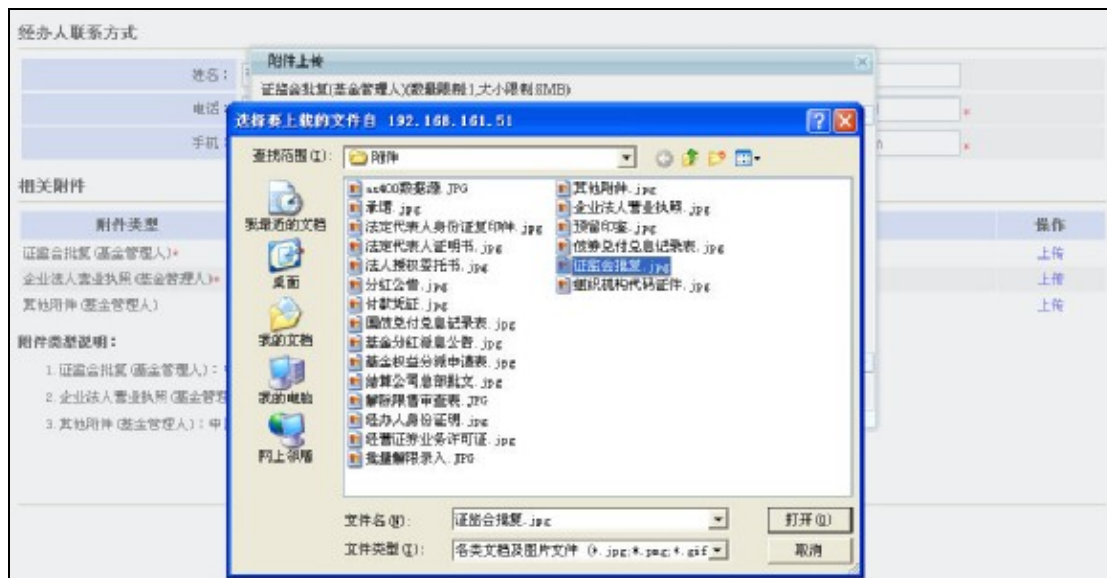 经办人联系方式
附件上传
姓名：
证监会批复(基金管理人)(数量限制1,大小限制8MB)
电话：
选择要上载的文件自 192.168.161.51
手机
查找范围(I)： 附件
相关附件
附件类型 操作
证监会批复(基金管理人)* 上传
企业法人营业执照(基金管理人)* 上传
其他附件(基金管理人) 上传
附件类型说明：
1.证监会批复(基金管理人)：
2.企业法人营业执照(基金管理
3.其他附件(基金管理人)：申
我最近的文档
桌面
我的文档
我的电脑
网上邻居
as400数据源.JPG
承诺.jpg
法定代表人身份证复印件.jpg
法定代表人证明书.jpg
法人授权委托书.jpg
分红公告.jpg
付款凭证.jpg
国债兑付兑息记录表.jpg
基金分红派息公告.jpg
基金权益分派申请表.jpg
结算公司总部批文.jpg
解除限售审查表.JPG
经办人身份证明.jpg
经营证券业务许可证.jpg
批量解限录入.JPG
其他附件.jpg
企业法人营业执照.jpg
预留印鉴.jpg
债券兑付兑息记录表.jpg
证监会批复.jpg
组织机构代码证件.jpg
文件名(N)： 证监会批复.jpg 打开(O)
文件类型(T)： 各类文档及图片文件 (*.jpg;*.png;*.gif 取消